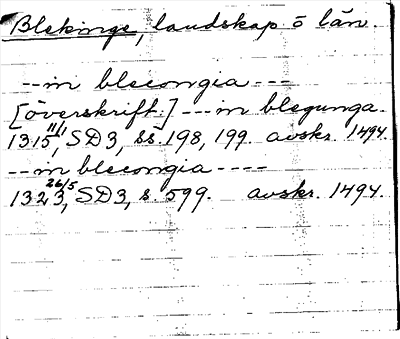 Blekinge, landskap o län.
--in blecongia---
[överskrift:] ---in blegunga.
1315 11/1, SD3, ss. 198, 199. avskr. 1494.
--in blecongia----
1323 26/5, SD3, s. 599. avskr. 1494.